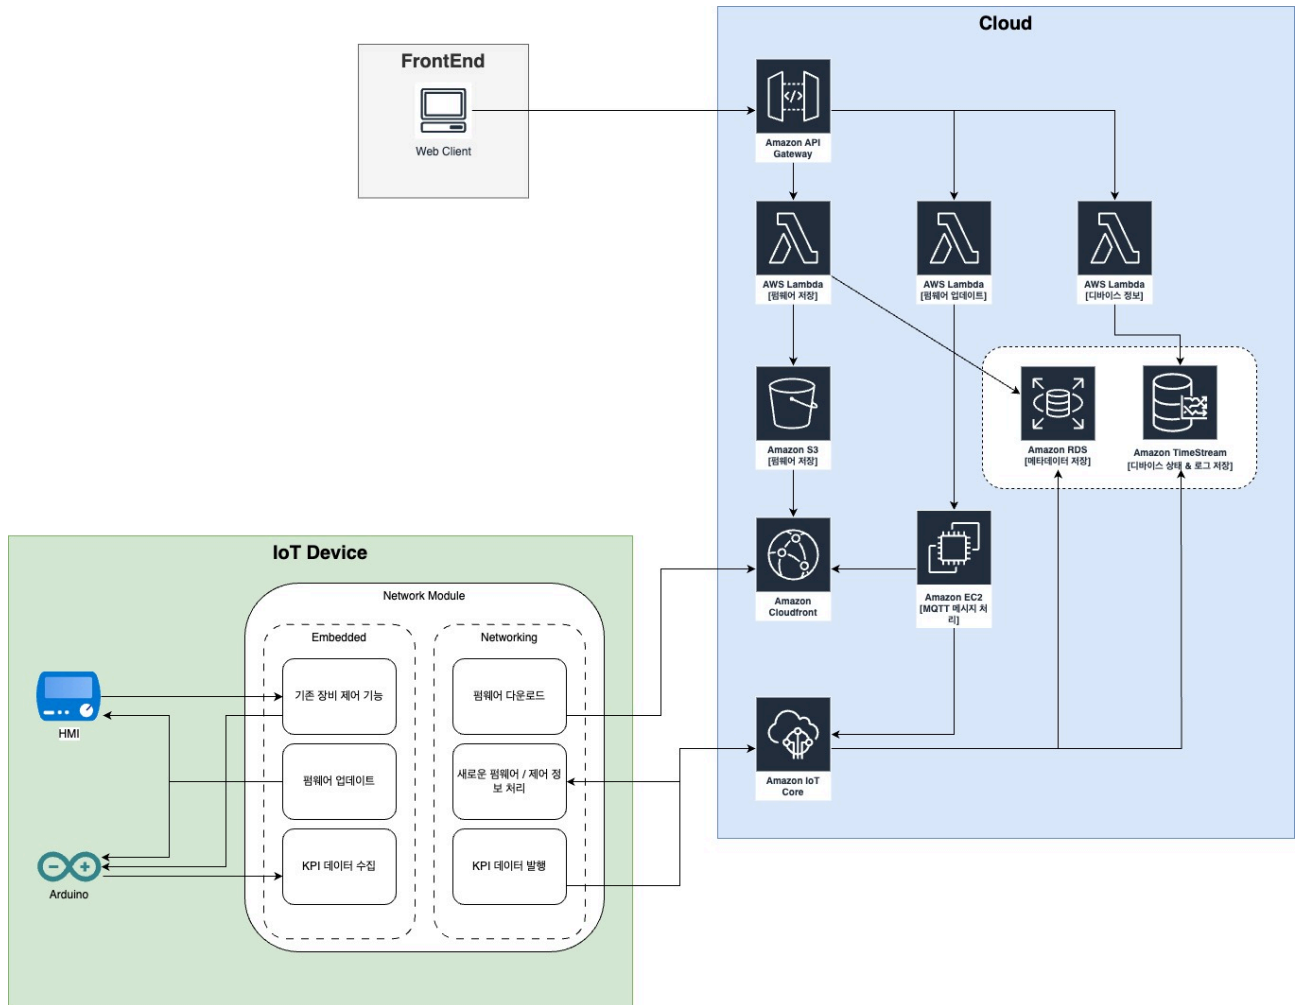 Cloud
FrontEnd
Web Client
Amazon API
Gateway
AWS Lambda
[펌웨어 저장]
AWS Lambda
[펌웨어 업데이트]
AWS Lambda
[디바이스 정보]
Amazon S3
[펌웨어 저장]
Amazon RDS
[메타데이터 저장]
Amazon TimeStream
[디바이스 상태 & 로그 저장]
Amazon
Cloudfront
Amazon EC2
[MQTT 메시지 처
리]
Amazon IoT
Core
IoT Device
Network Module
Embedded
기존 장비 제어 기능
펌웨어 업데이트
KPI 데이터 수집
Networking
펌웨어 다운로드
새로운 펌웨어 / 제어 정
보 처리
KPI 데이터 발행
HMI
Arduino